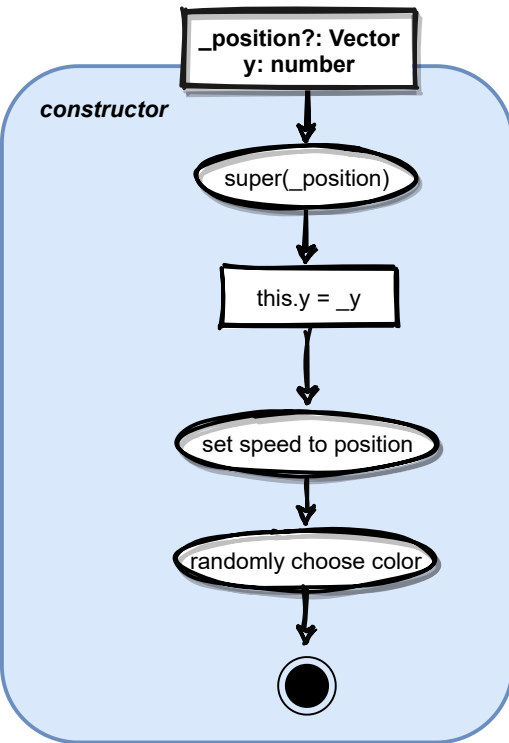 _position?: Vector
y: number
constructor
super(_position)
this.y = _y
set speed to position
randomly choose color